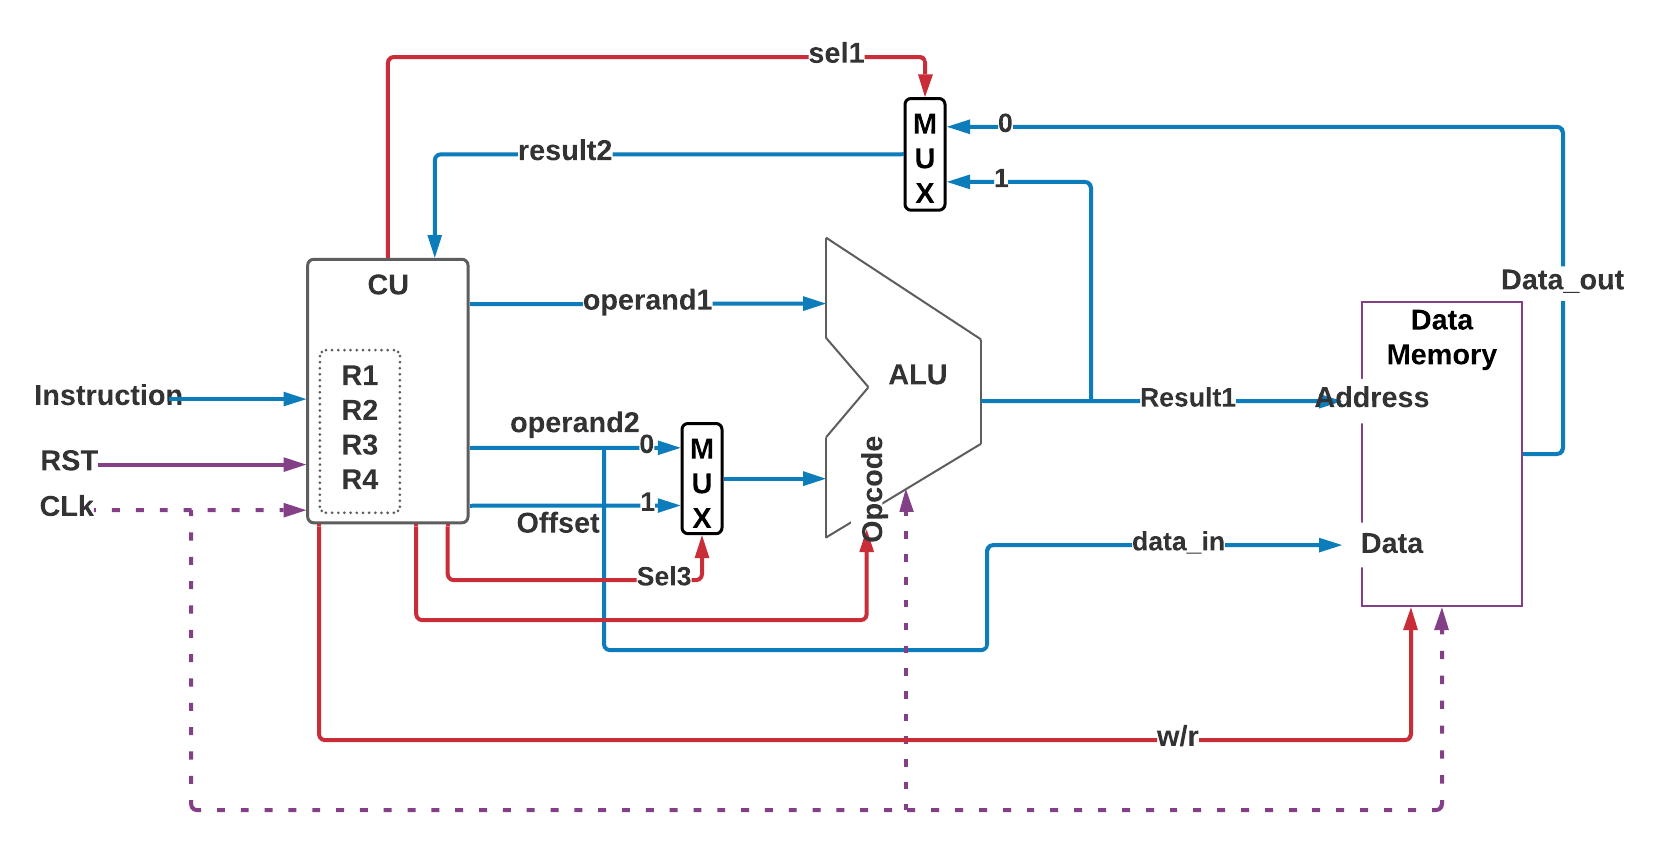 sel1
M
U
X
0
result2
1
Data_out
CU
operand1
Data
Memory
ALU
R1
R2
R3
R4
Instruction
Result1
Address
operand2
0
M
U
X
Opcode
RST
CLk
1
Offset
data_in
Data
Sel3
w/r